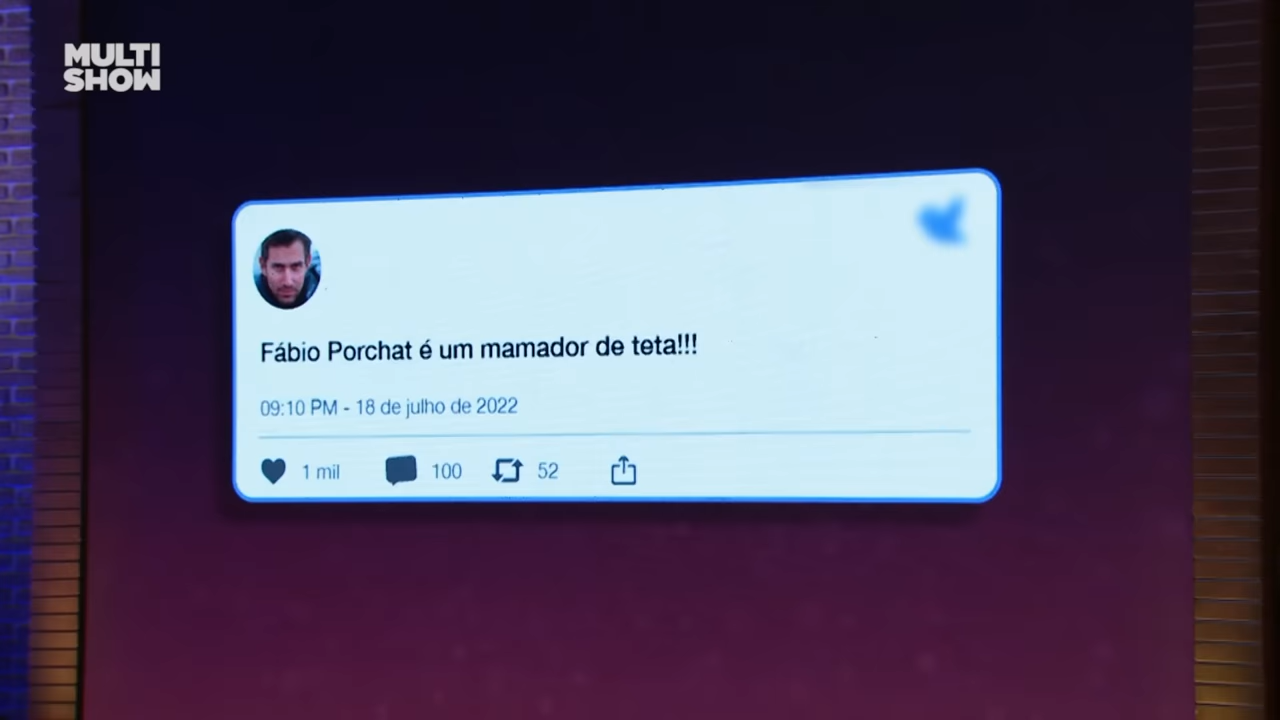 MULTI
SHOW
Fábio Porchat é um mamador de teta!!!
09:10 PM - 18 de julho de 2022
1 mil 100 52